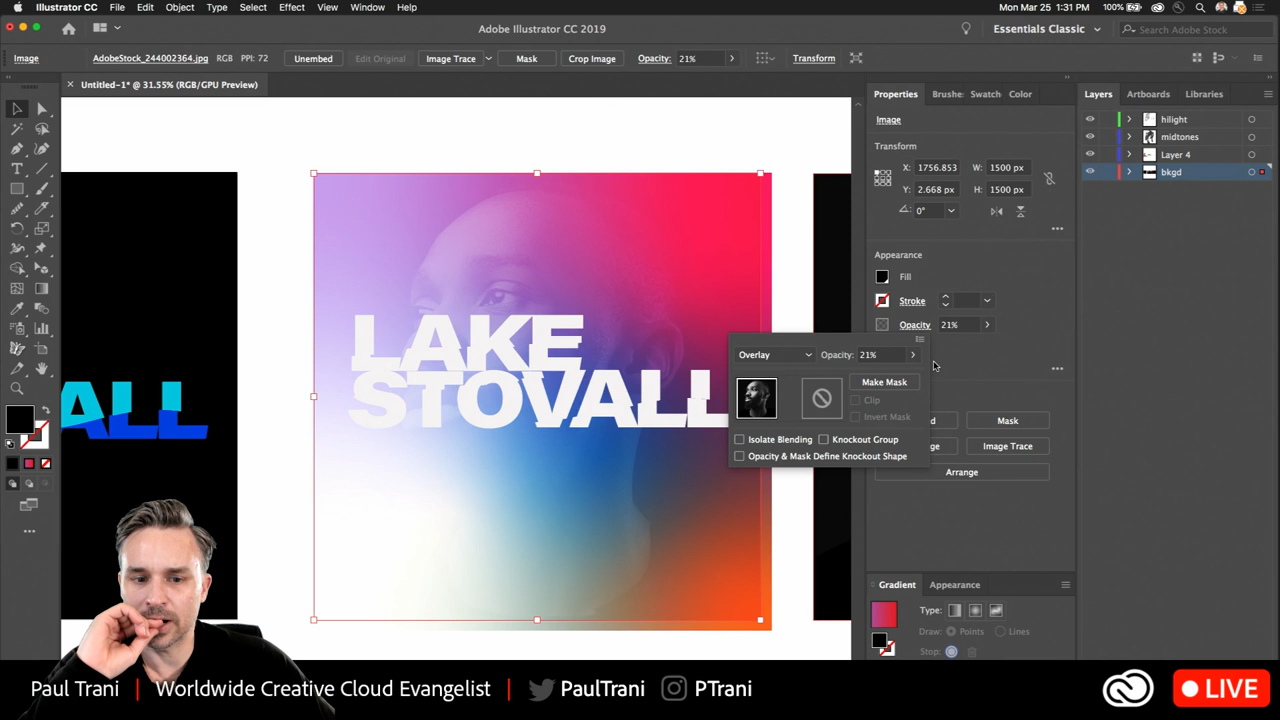 Illustrator CC File Edit Object Type Select Effect View Window Help 100% Mon Mar 25 1:31 PM
Adobe Illustrator CC 2019 Essentials Classic Search Adobe Stock
Image AdobeStock_244002364.jpg RGB PPI: 72 Unembed Edit Original Image Trace Mask Crop Image Opacity: 21% Transform
Untitled-1* @ 31.55% (RGB/GPU Preview)
Properties Brushe: Swatch Color Layers Artboards Libraries
Image hilight
Transform midtones
X: 1756.853 W: 1500 px Layer 4
bkgd
Y: 2.668 px H: 1500 px
0°
Appearance
Fill
Stroke
Opacity 21%
LAKE
STOVALL
ALL
Overlay Opacity: 21%
Make Mask
Clip
Invert Mask
Isolate Blending Knockout Group
Opacity & Mask Define Knockout Shape
d Mask
ge Image Trace
Arrange
Gradient Appearance
Type:
Draw: Points Lines
Stop:
Paul Trani | Worldwide Creative Cloud Evangelist | PaulTrani PTrani LIVE